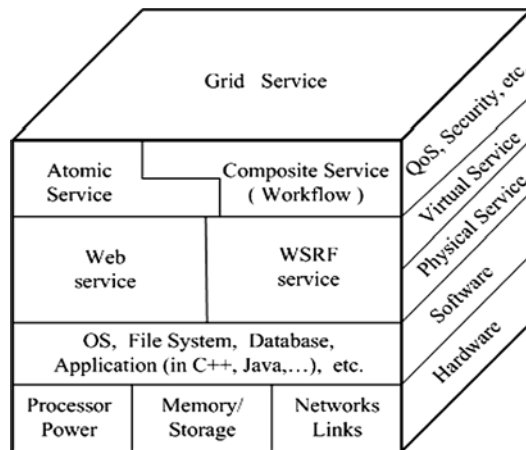 Grid Service
QoS, Security, etc.
Atomic
Service
Composite Service
( Workflow )
Virtual Service
Web
service
WSRF
service
Physical Service
OS, File System, Database,
Application (in C++, Java,...), etc.
Software
Processor
Power
Memory/
Storage
Networks
Links
Hardware